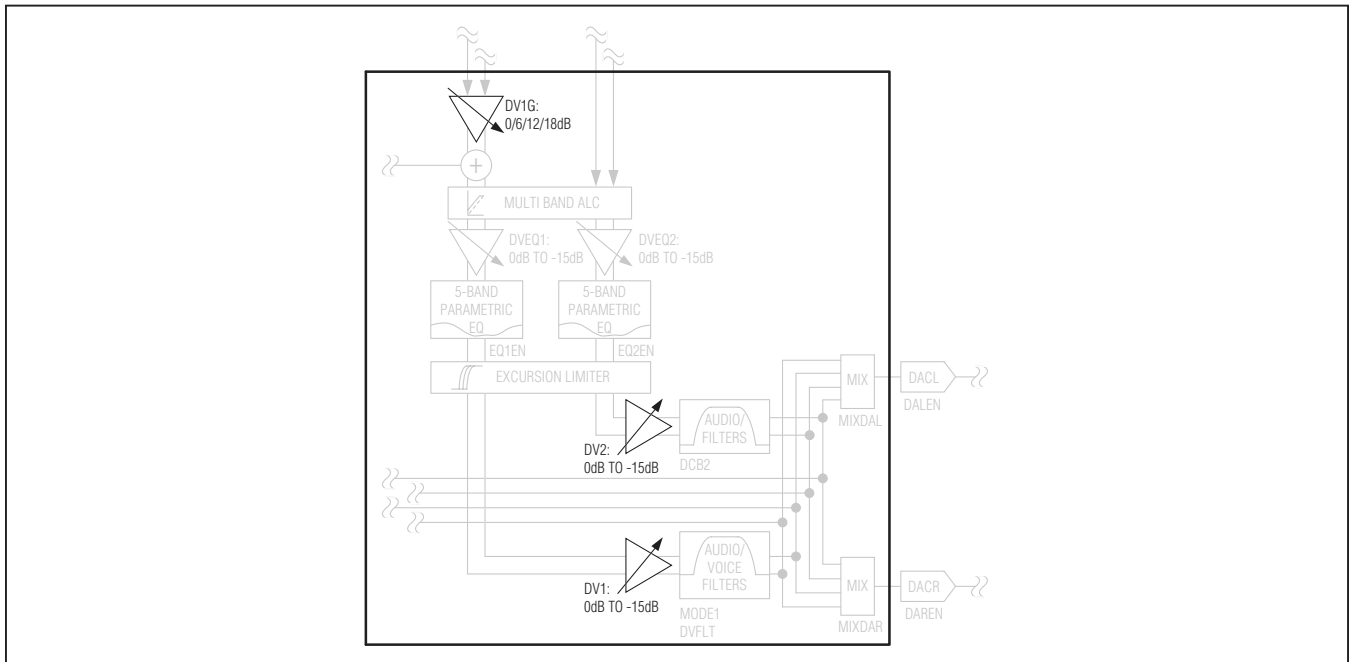 DV1G:
0/6/12/18dB
+
MULTI BAND ALC
DVEQ1:
0dB TO -15dB
DVEQ2:
0dB TO -15dB
5-BAND
PARAMETRIC
EQ
5-BAND
PARAMETRIC
EQ
EQ1EN
EQ2EN
EXCURSION LIMITER
MIX
DACL
MIXDAL
DALEN
AUDIO/
FILTERS
DV2:
0dB TO -15dB
DCB2
AUDIO/
VOICE
FILTERS
DV1:
0dB TO -15dB
MODE1
DVFLT
MIX
DACR
MIXDAR
DAREN